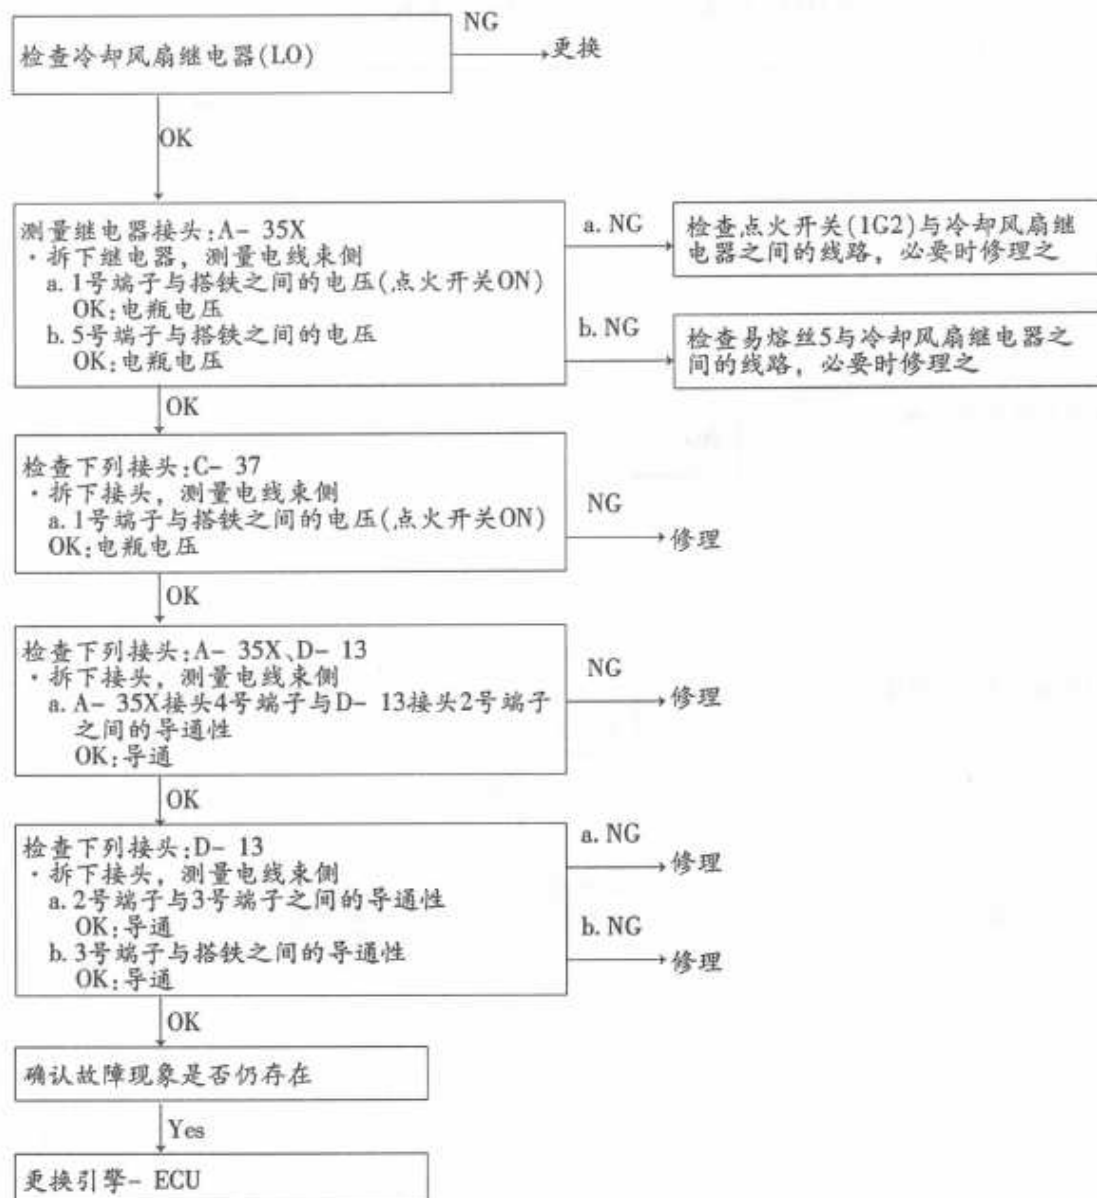 检查冷却风扇继电器(LO)
NG
更换
OK
测量继电器接头:A- 35X
·拆下继电器，测量电线束侧
a. 1号端子与搭铁之间的电压(点火开关ON)
OK:电瓶电压
b. 5号端子与搭铁之间的电压
OK:电瓶电压
a. NG
检查点火开关(1G2)与冷却风扇继
电器之间的线路，必要时修理之
b. NG
检查易熔丝5与冷却风扇继电器之
间的线路，必要时修理之
OK
检查下列接头:C- 37
·拆下接头，测量电线束侧
a. 1号端子与搭铁之间的电压(点火开关ON)
OK:电瓶电压
NG
修理
OK
检查下列接头:A- 35X、D- 13
·拆下接头，测量电线束侧
a. A- 35X接头4号端子与D- 13接头2号端子
之间的导通性
OK:导通
NG
修理
OK
检查下列接头:D- 13
·拆下接头，测量电线束侧
a. 2号端子与3号端子之间的导通性
OK:导通
b. 3号端子与搭铁之间的导通性
OK:导通
a. NG
修理
b. NG
修理
OK
确认故障现象是否仍存在
Yes
更换引擎- ECU